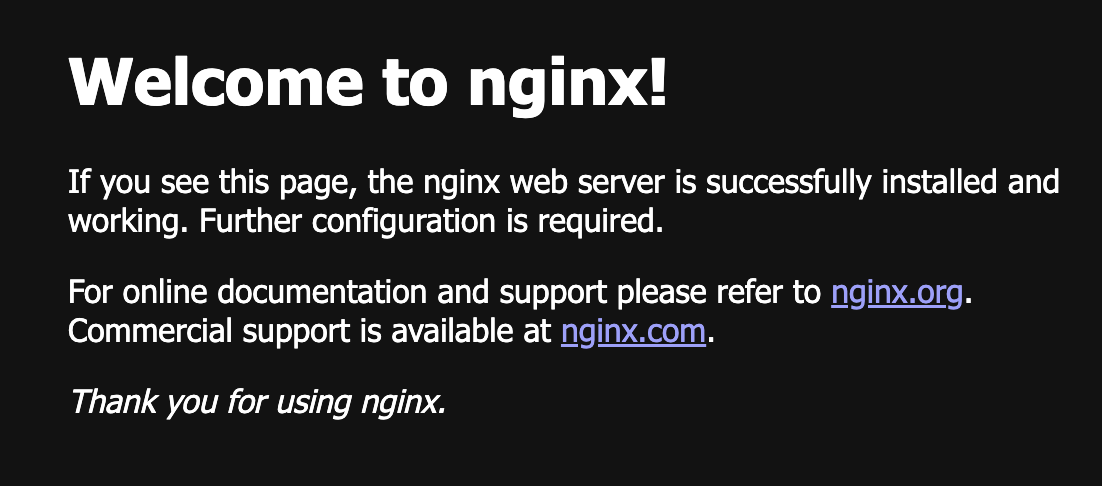 Welcome to nginx!
If you see this page, the nginx web server is successfully installed and
working. Further configuration is required.
For online documentation and support please refer to nginx.org.
Commercial support is available at nginx.com.
Thank you for using nginx.